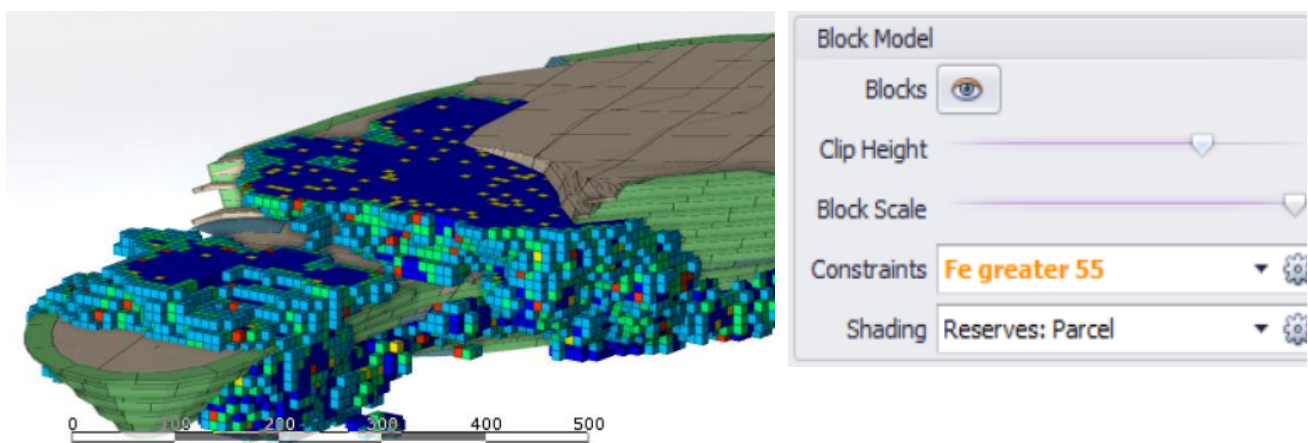 Block Model
Blocks
Clip Height
Block Scale
Constraints Fe greater 55
Shading Reserves: Parcel
0 100 200 300 400 500